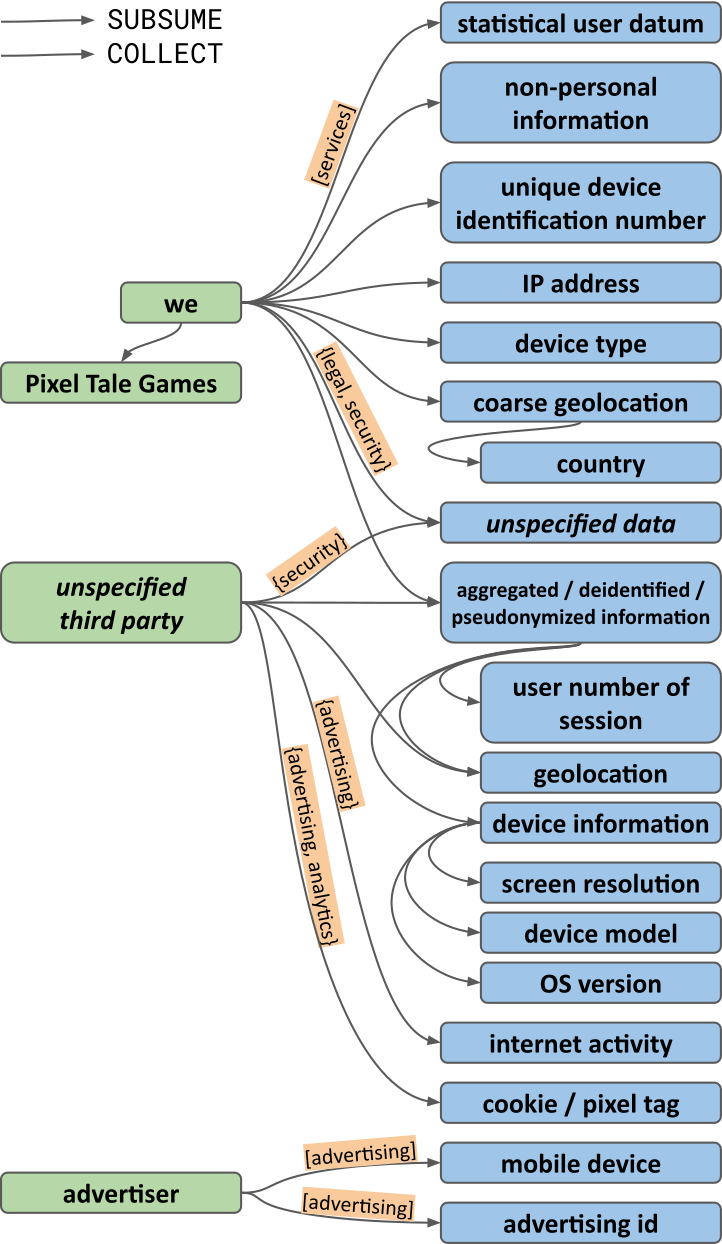 SUBSUME
COLLECT
statistical user datum
non-personal
information
[services]
unique device
identification number
IP address
we
device type
Pixel Tale Games
{legal, security}
coarse geolocation
country
unspecified data
{security}
unspecified
third party
aggregated / deidentified /
pseudonymized information
user number of
session
{advertising}
geolocation
{advertising, analytics}
device information
screen resolution
device model
OS version
internet activity
cookie / pixel tag
[advertising]
mobile device
advertiser
[advertising]
advertising id